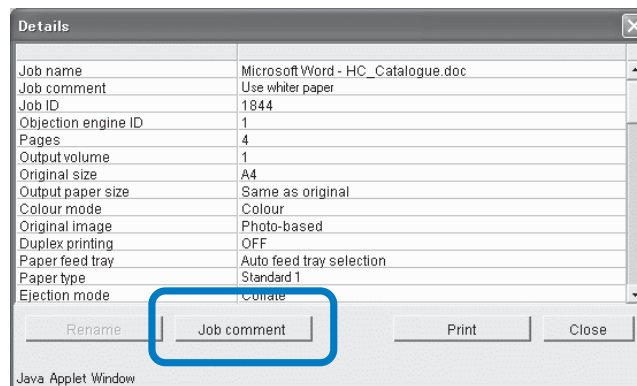 Details
Job name Microsoft Word - HC_Catalogue.doc
Job comment Use whiter paper
Job ID 1844
Objection engine ID 1
Pages 4
Output volume 1
Original size A4
Output paper size Same as original
Colour mode Colour
Original image Photo-based
Duplex printing OFF
Paper feed tray Auto feed tray selection
Paper type Standard 1
Ejection mode Collate
Rename Job comment Print Close
Java Applet Window